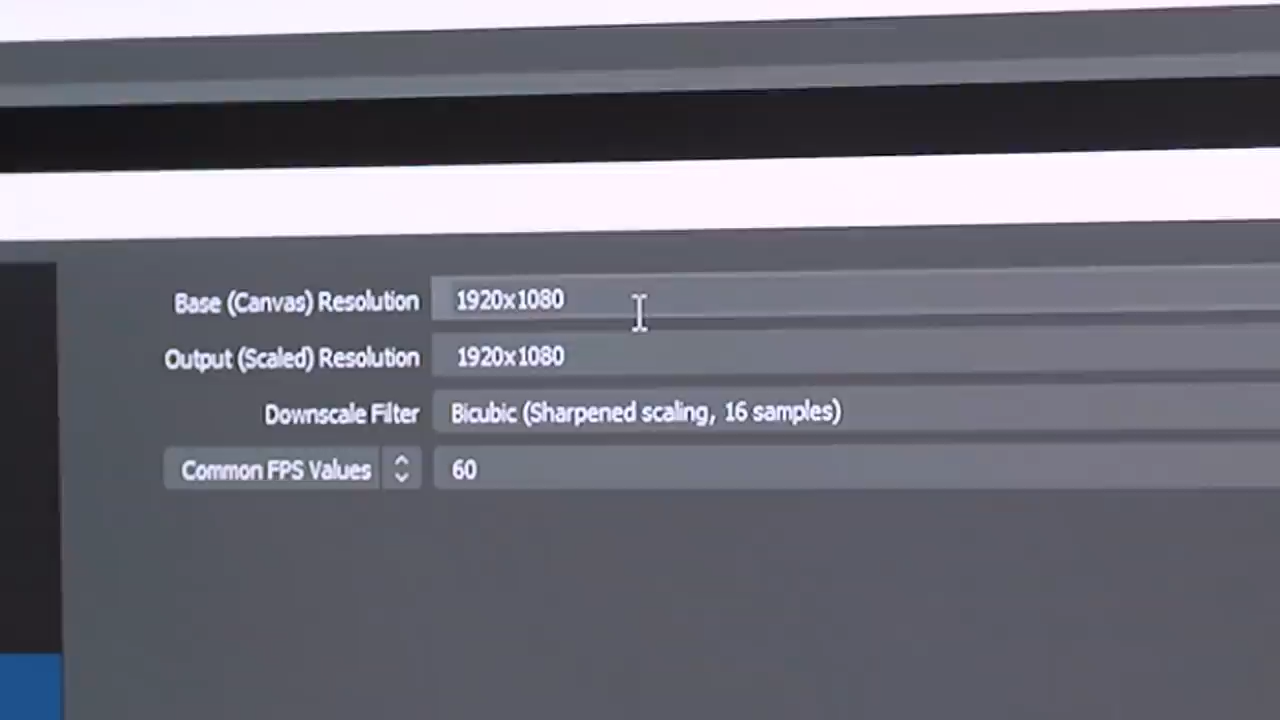 Base (Canvas) Resolution 1920x1080
Output (Scaled) Resolution 1920x1080
Downscale Filter Bicubic (Sharpened scaling, 16 samples)
Common FPS Values 60